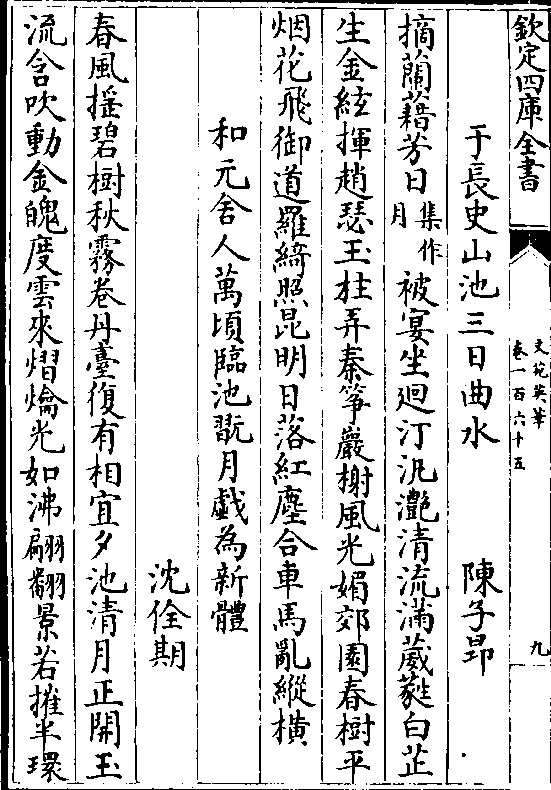 欽定四庫全書
文苑英華
卷一百六十五
九
于長史山池三日曲水　陳子昂
摘蘭藉芳日集作月被宴坐廻汀汎灔清流滿葳蕤白芷
生金絃揮趙瑟玉柱弄秦箏巖榭風光媚郊園春樹平
烟花飛御道羅綺照昆明日落紅塵合車馬亂縱横
和元舍人萬頃臨池翫月戯為新體
沈佺期
春風揺碧樹秋霧卷丹臺復有相宜夕池清月正開玉
流含吹動金魄度雲來熠爚光如沸翩翻景若摧半環